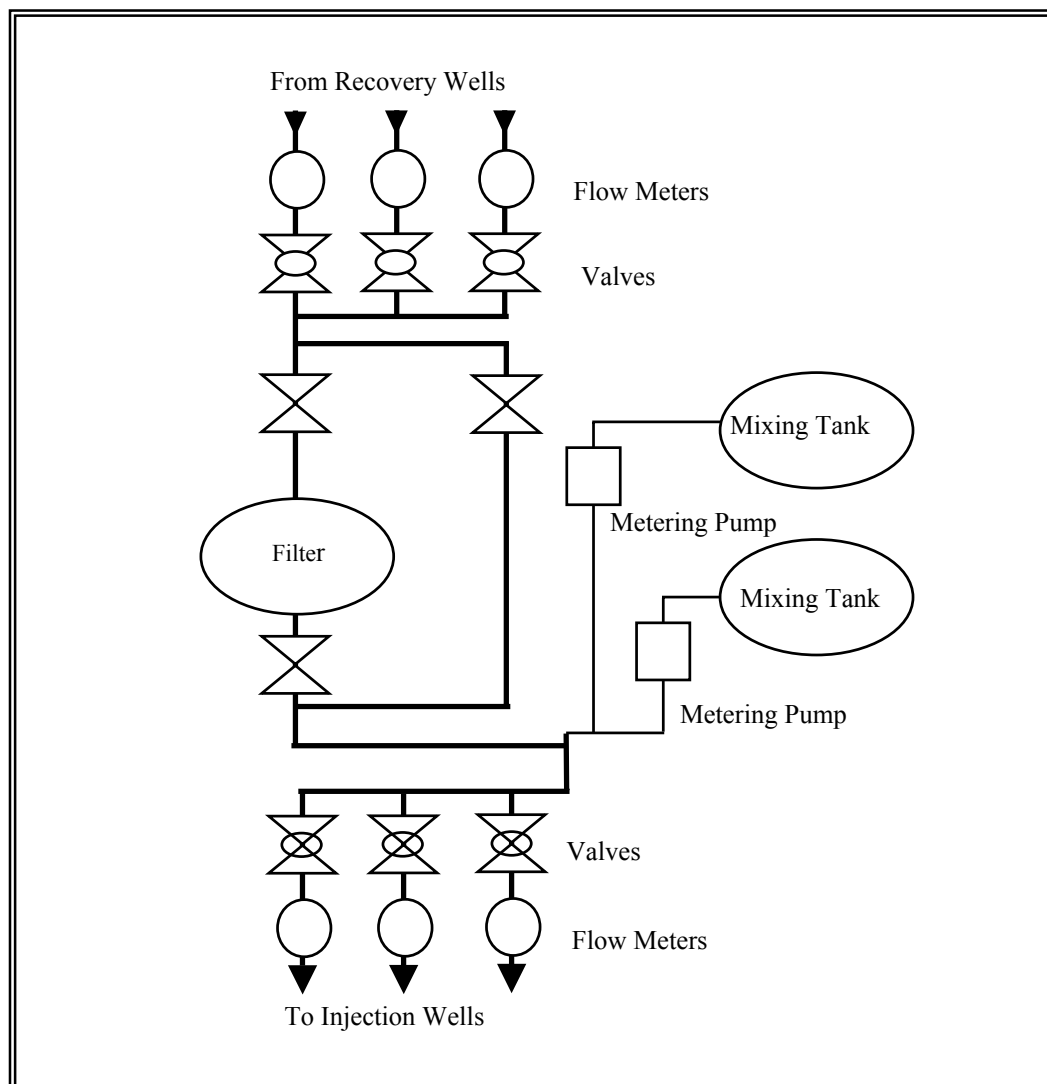 From Recovery Wells
Flow Meters
Valves
Mixing Tank
Metering Pump
Filter
Mixing Tank
Metering Pump
Valves
Flow Meters
To Injection Wells